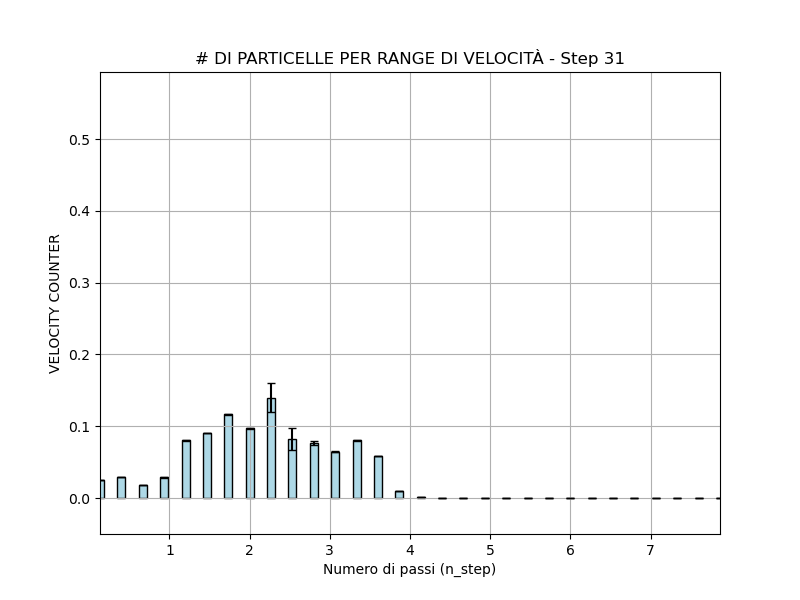 # DI PARTICELLE PER RANGE DI VELOCITÀ - Step 31
VELOCITY COUNTER
0.5
0.4
0.3
0.2
0.1
0.0
1 2 3 4 5 6 7
Numero di passi (n_step)